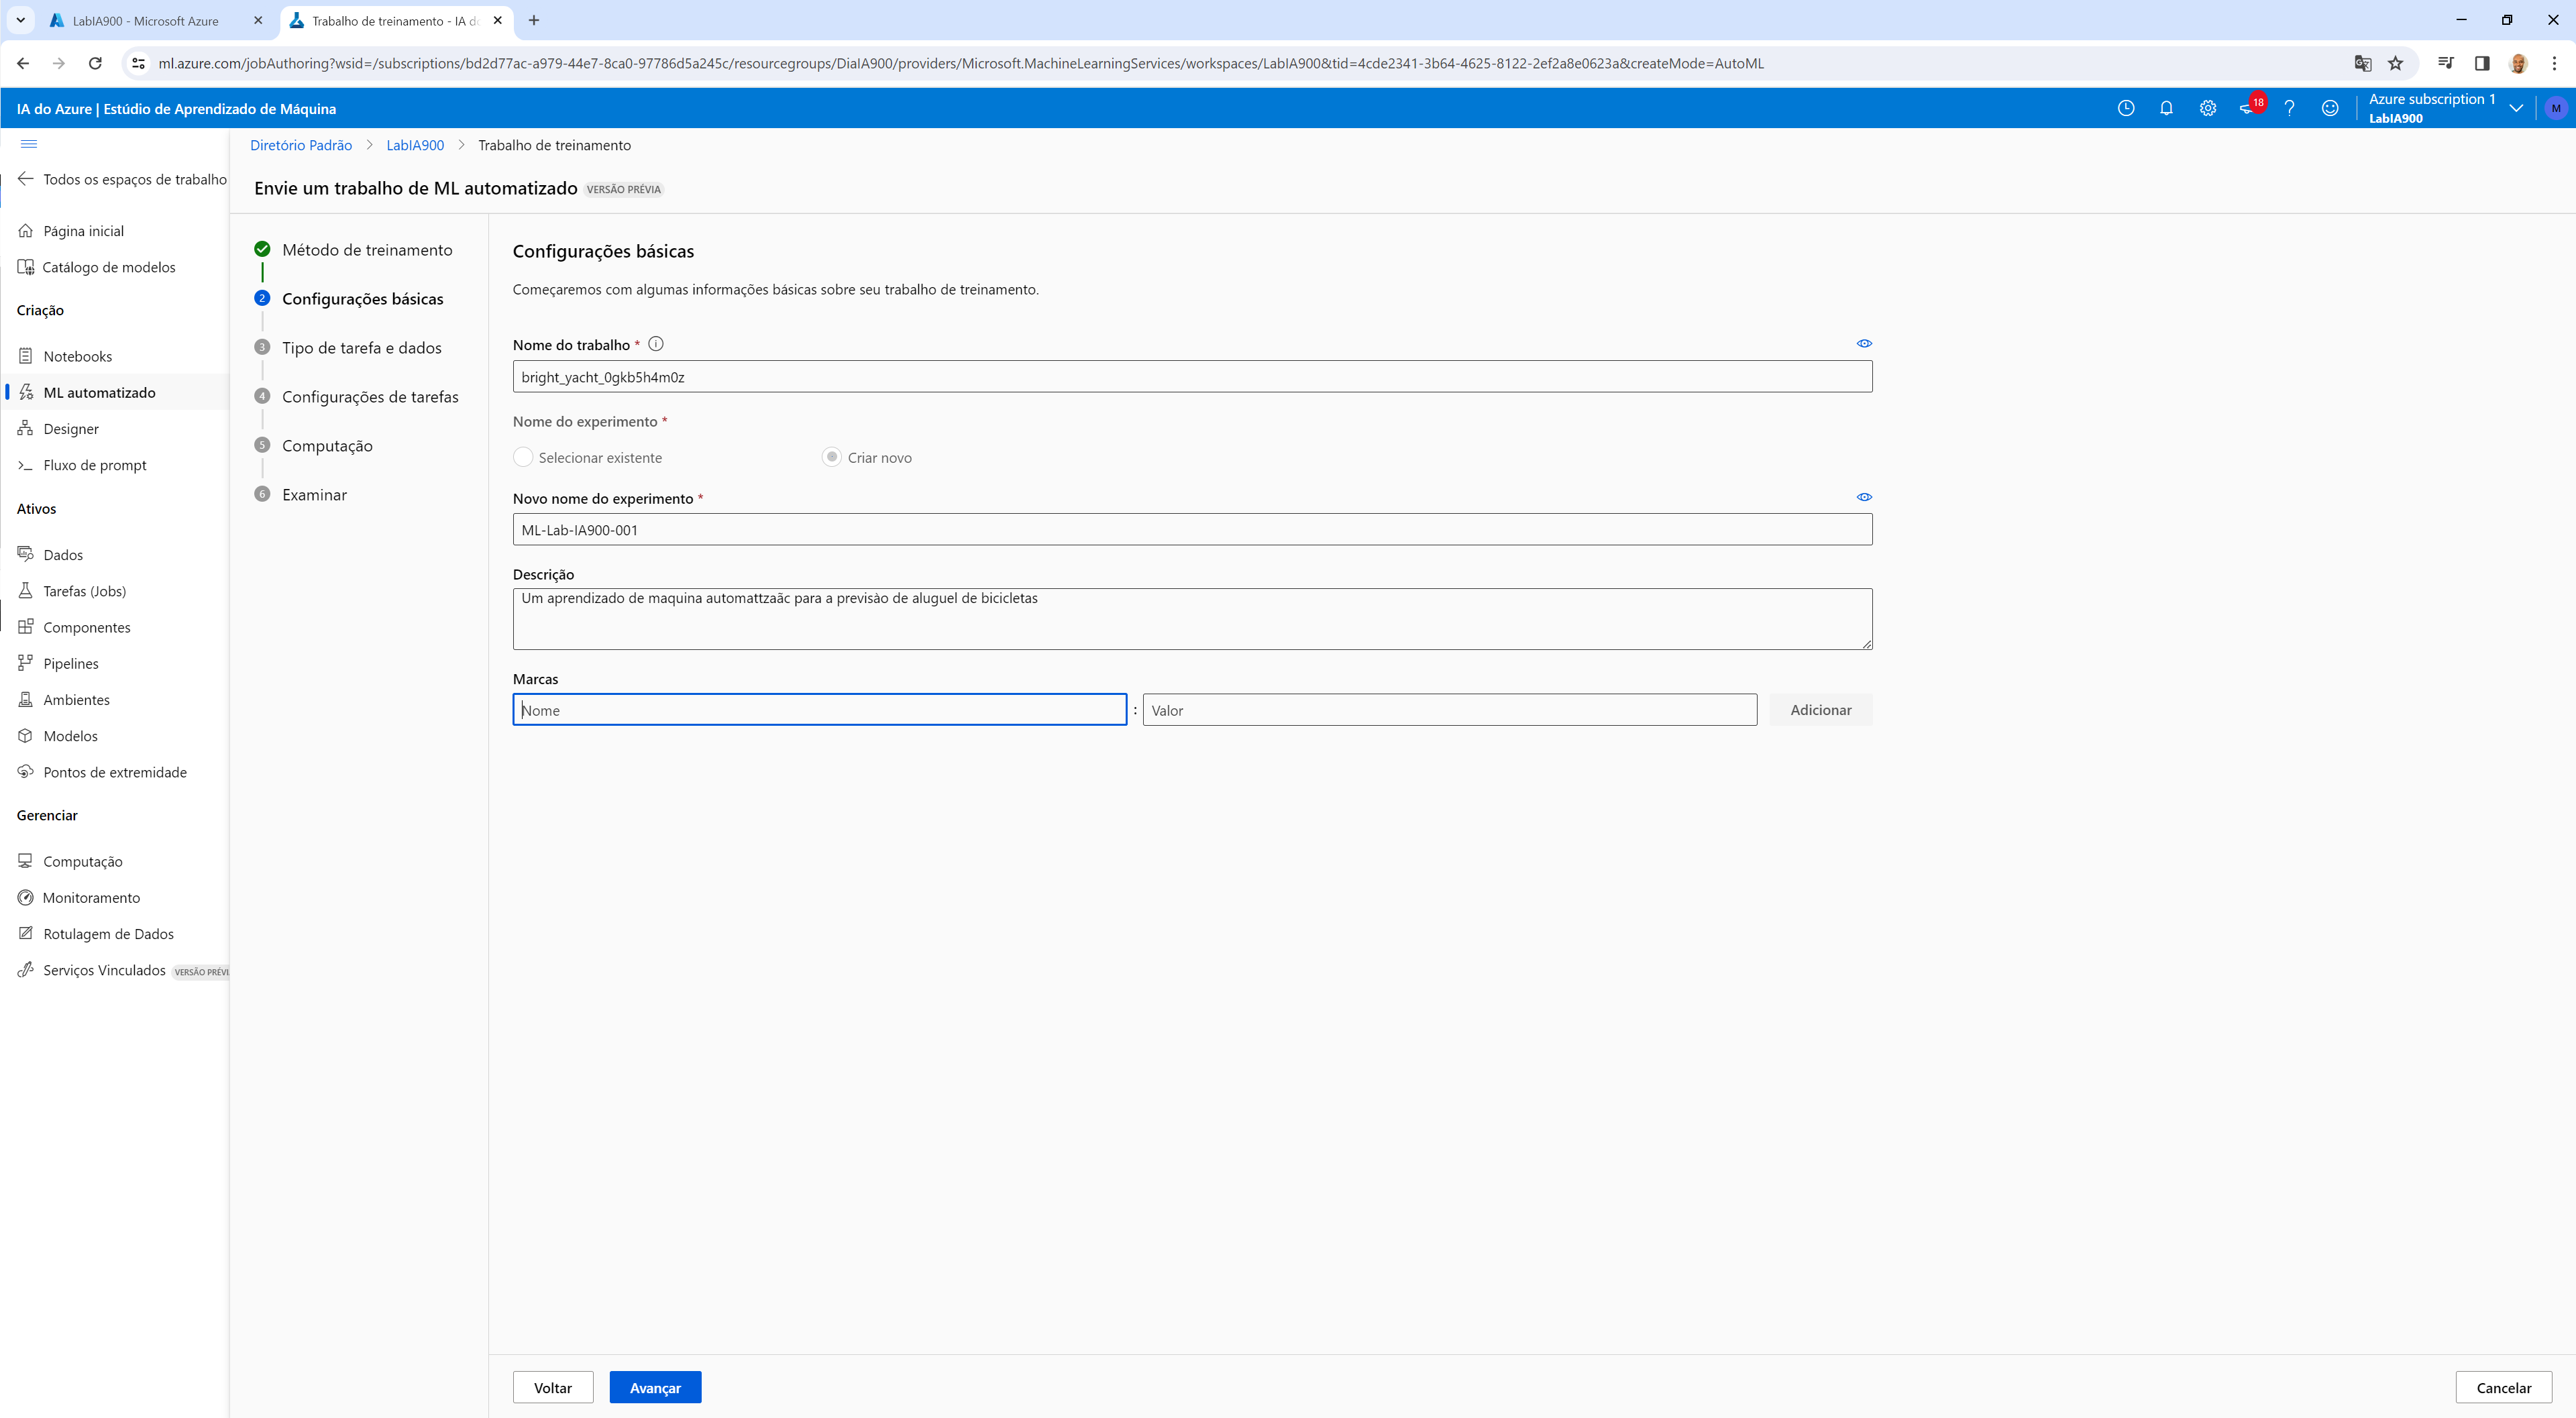 LabIA900 - Microsoft Azure
Trabalho de treinamento - IA do
ml.azure.com/jobAuthoring?wsid=/subscriptions/bd2d77ac-a979-44e7-8ca0-97786d5a245c/resourcegroups/DiaIA900/providers/Microsoft.MachineLearningServices/workspaces/LabIA900&tid=4cde2341-3b64-4625-8122-2ef2a8e0623a&createMode=AutoML
IA do Azure | Estúdio de Aprendizado de Máquina
18
Azure subscription 1
LabIA900
M
Diretório Padrão > LabIA900 > Trabalho de treinamento
Envie um trabalho de ML automatizado VERSÃO PRÉVIA
Todos os espaços de trabalho
Página inicial
Catálogo de modelos
Criação
Notebooks
ML automatizado
Designer
Fluxo de prompt
Ativos
Dados
Tarefas (Jobs)
Componentes
Pipelines
Ambientes
Modelos
Pontos de extremidade
Gerenciar
Computação
Monitoramento
Rotulagem de Dados
Serviços Vinculados VERSÃO PRÉVI
Método de treinamento
2 Configurações básicas
3 Tipo de tarefa e dados
4 Configurações de tarefas
5 Computação
6 Examinar
Configurações básicas
Começaremos com algumas informações básicas sobre seu trabalho de treinamento.
Nome do trabalho *
bright_yacht_0gkb5h4m0z
Nome do experimento *
Selecionar existente
Criar novo
Novo nome do experimento *
ML-Lab-IA900-001
Descrição
Um aprendizado de maquina automattzaãc para a previsào de aluguel de bicicletas
Marcas
Nome : Valor Adicionar
Voltar Avançar Cancelar